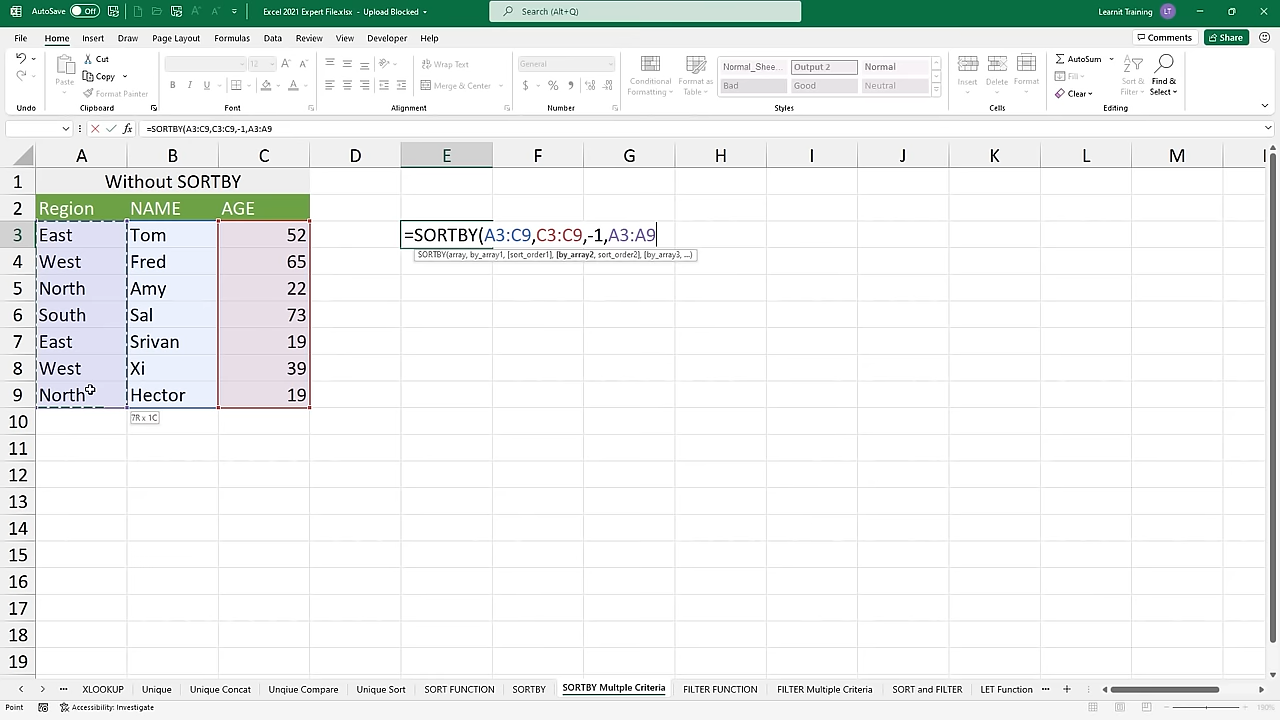 AutoSave Off Excel 2021 Expert File.xlsx - Upload Blocked Search (Alt+Q) Learnit Training LT
File Home Insert Draw Page Layout Formulas Data Review View Developer Help Comments Share
Undo Paste Cut Copy Format Painter Clipboard
12 Font
Wrap Text Merge & Center Alignment
General $ % Number
Conditional Formatting Format as Table Normal_Shee... Output 2 Normal Bad Good Neutral Styles
Insert Delete Format Cells
AutoSum Fill Clear Sort & Filter Find & Select Editing
fx =SORTBY(A3:C9,C3:C9,-1,A3:A9
A B C D E F G H I J K L M
1 Without SORTBY
2 Region NAME AGE
3 East Tom 52 =SORTBY(A3:C9,C3:C9,-1,A3:A9
SORTBY(array, by_array1, [sort_order1], [by_array2, sort_order2], [by_array3, ...)
4 West Fred 65
5 North Amy 22
6 South Sal 73
7 East Srivan 19
8 West Xi 39
9 North Hector 19
10 7R x 1C
11
12
13
14
15
16
17
18
19
... XLOOKUP Unique Unique Concat Unqiue Compare Unique Sort SORT FUNCTION SORTBY SORTBY Multple Criteria FILTER FUNCTION FILTER Multiple Criteria SORT and FILTER LET Function ...
Point Accessibility: Investigate 190%